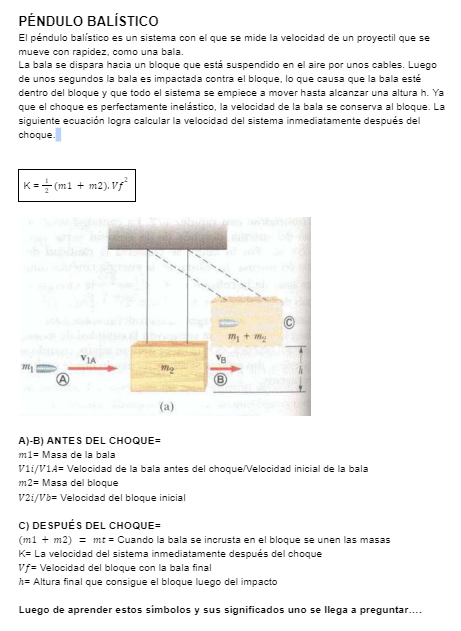 PÉNDULO BALÍSTICO
El péndulo balístico es un sistema con el que se mide la velocidad de un proyectil que se
mueve con rapidez, como una bala.
La bala se dispara hacia un bloque que está suspendido en el aire por unos cables. Luego
de unos segundos la bala es impactada contra el bloque, lo que causa que la bala esté
dentro del bloque y que todo el sistema se empiece a mover hasta alcanzar una altura h. Ya
que el choque es perfectamente inelástico, la velocidad de la bala se conserva al bloque. La
siguiente ecuación logra calcular la velocidad del sistema inmediatamente después del
choque.
K = 1/2 (m1 + m2). Vf²
C
m₁ + m₂
m₁ V1A m₂ VB
A B h
(a)
A)-B) ANTES DEL CHOQUE=
m1= Masa de la bala
V1i/V1A= Velocidad de la bala antes del choque/Velocidad inicial de la bala
m2= Masa del bloque
V2i/Vb= Velocidad del bloque inicial
C) DESPUÉS DEL CHOQUE=
(m1 + m2) = mt = Cuando la bala se incrusta en el bloque se unen las masas
K= La velocidad del sistema inmediatamente después del choque
Vf= Velocidad del bloque con la bala final
h= Altura final que consigue el bloque luego del impacto
Luego de aprender estos símbolos y sus significados uno se llega a preguntar....